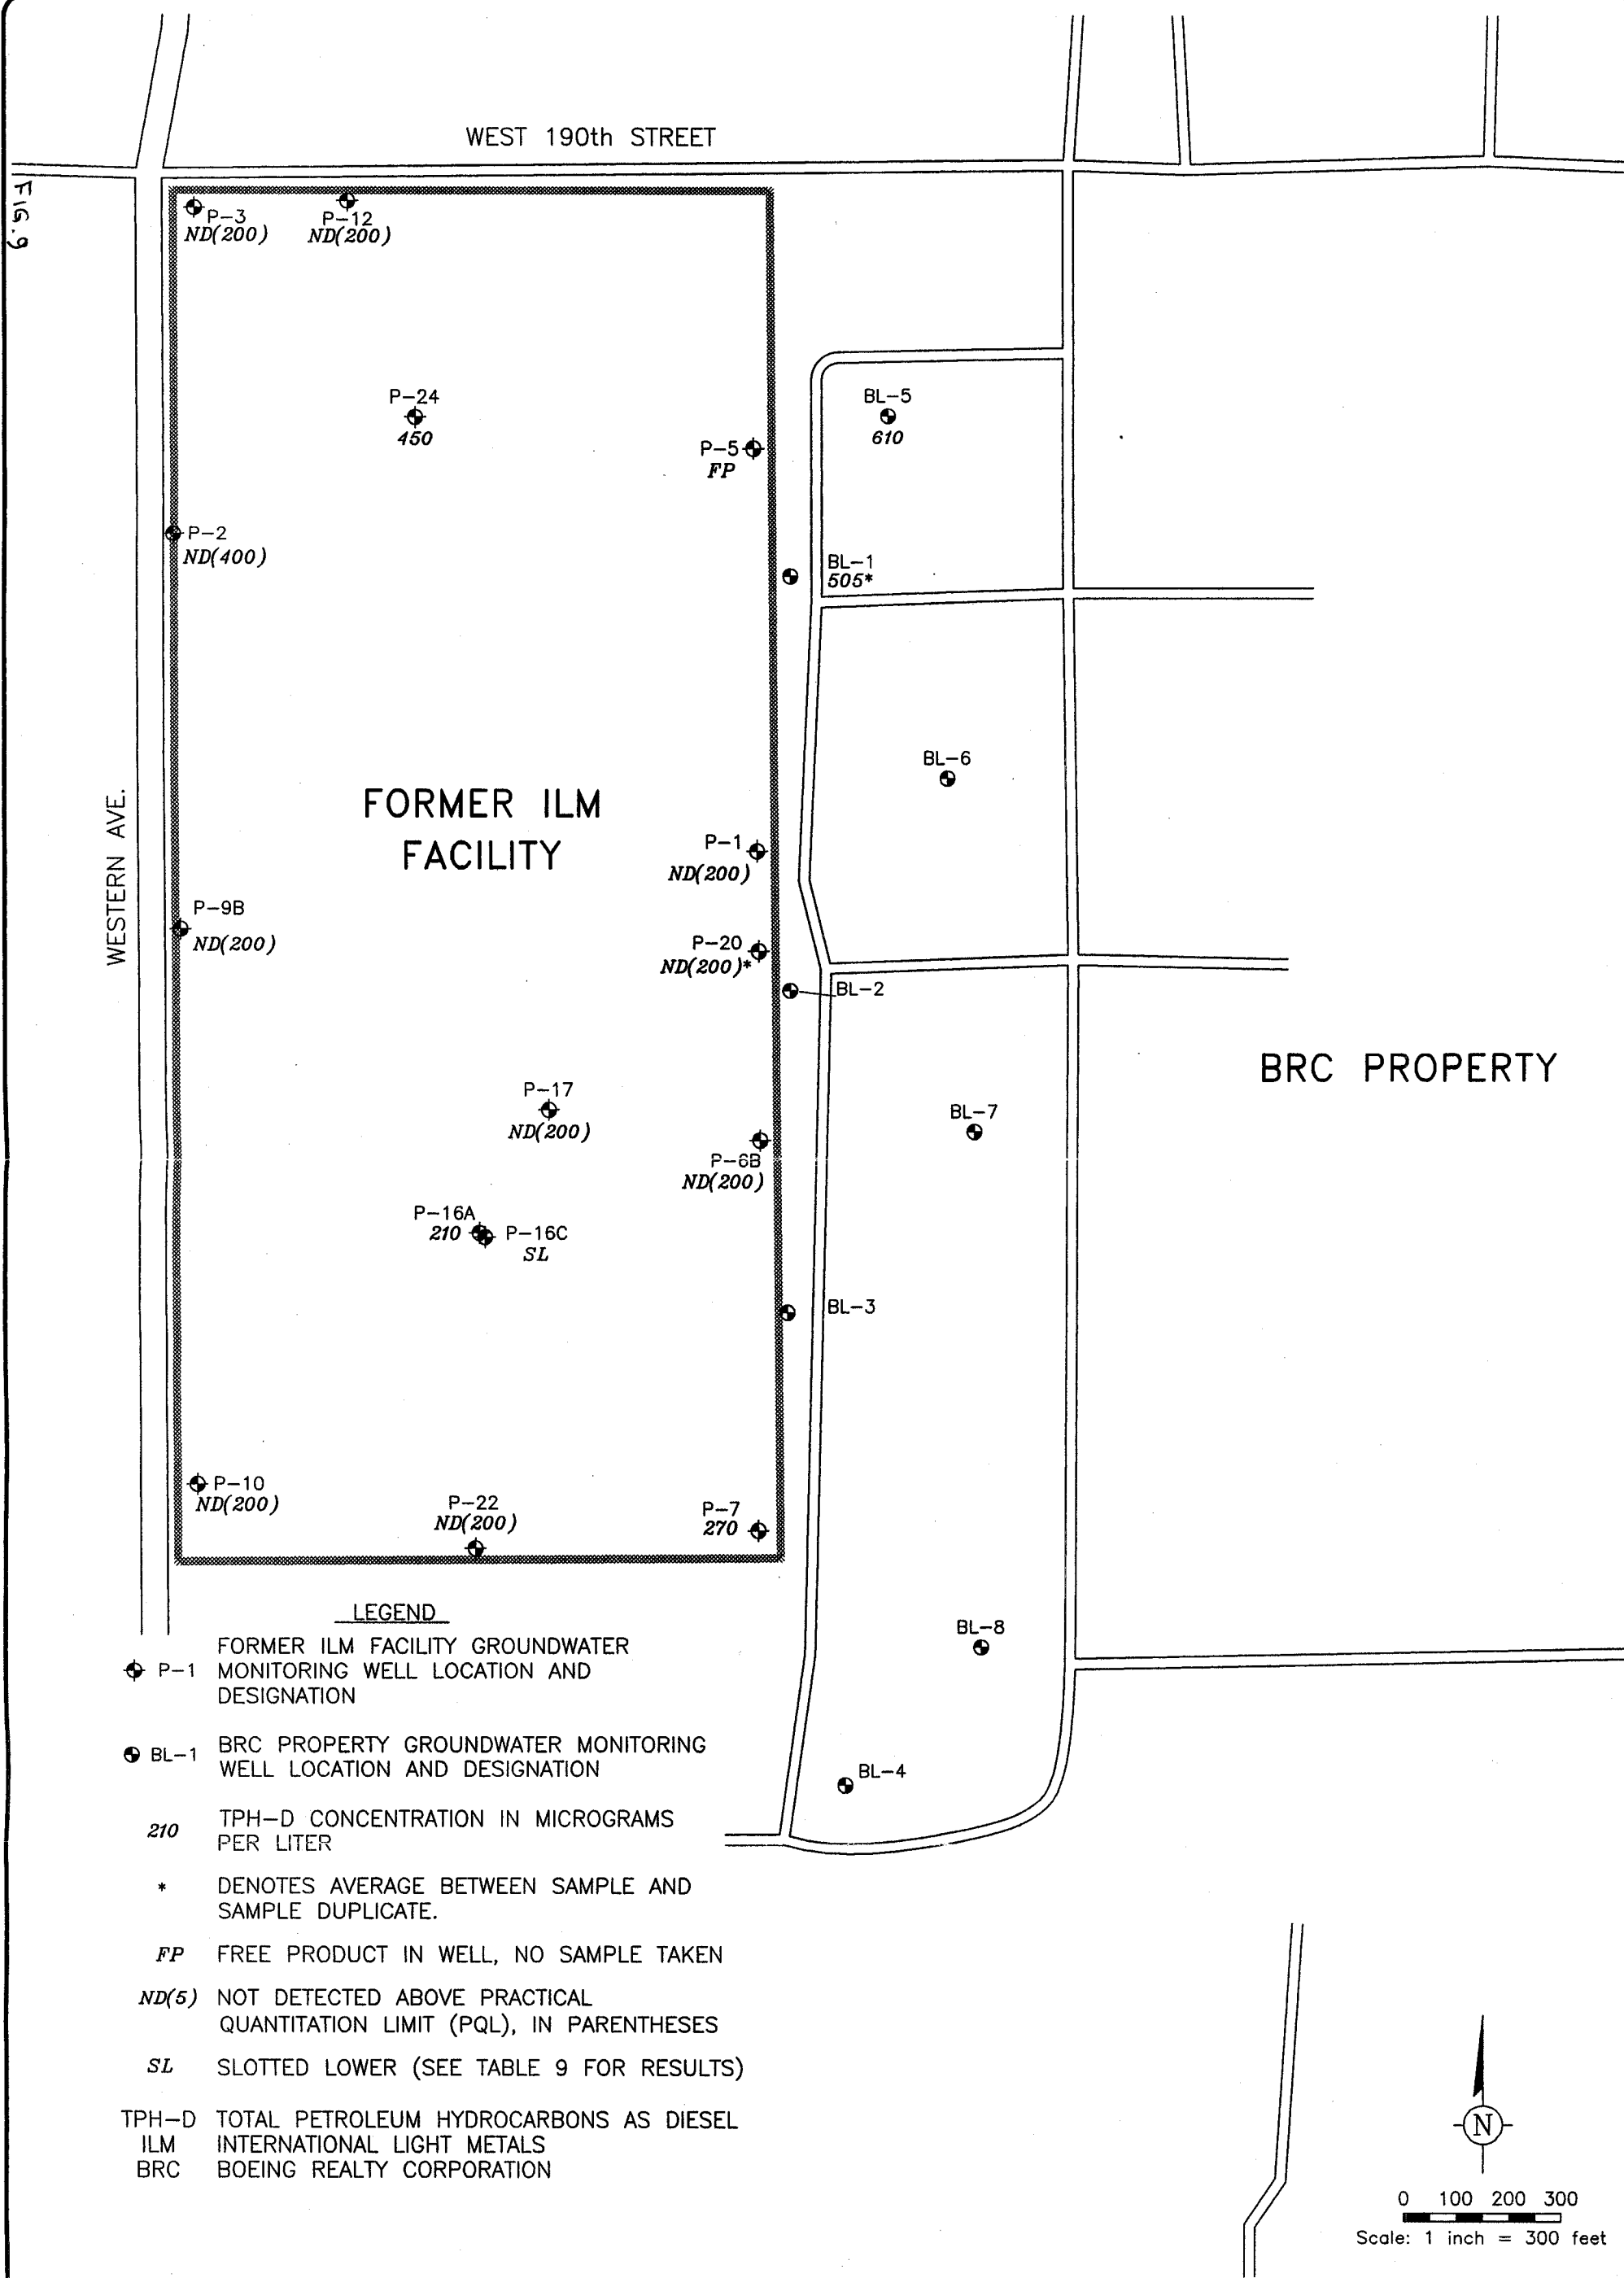 WEST 190th STREET
FIG. 9
P-3
ND(200)
P-12
ND(200)
P-24
450
BL-5
610
P-5
FP
P-2
ND(400)
BL-1
505*
BL-6
FORMER ILM
FACILITY
WESTERN AVE.
P-1
ND(200)
P-9B
ND(200)
P-20
ND(200)*
BL-2
BRC PROPERTY
P-17
ND(200)
BL-7
P-6B
ND(200)
P-16A
210
P-16C
SL
BL-3
P-10
ND(200)
P-22
ND(200)
P-7
270
BL-8
BL-4
LEGEND
P-1 FORMER ILM FACILITY GROUNDWATER
MONITORING WELL LOCATION AND
DESIGNATION
BL-1 BRC PROPERTY GROUNDWATER MONITORING
WELL LOCATION AND DESIGNATION
210 TPH-D CONCENTRATION IN MICROGRAMS
PER LITER
* DENOTES AVERAGE BETWEEN SAMPLE AND
SAMPLE DUPLICATE.
FP FREE PRODUCT IN WELL, NO SAMPLE TAKEN
ND(5) NOT DETECTED ABOVE PRACTICAL
QUANTITATION LIMIT (PQL), IN PARENTHESES
SL SLOTTED LOWER (SEE TABLE 9 FOR RESULTS)
TPH-D TOTAL PETROLEUM HYDROCARBONS AS DIESEL
ILM INTERNATIONAL LIGHT METALS
BRC BOEING REALTY CORPORATION
N
0 100 200 300
Scale: 1 inch = 300 feet